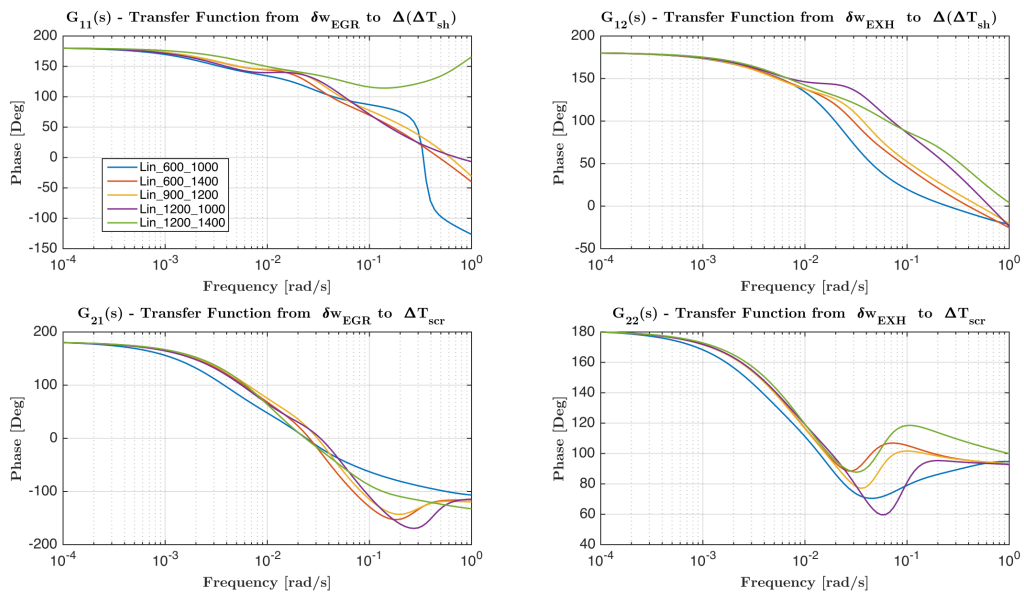 G11(s) - Transfer Function from δwEGR to Δ(ΔTsh)
200
150
100
50
0
-50
-100
-150
Phase [Deg]
Lin_600_1000
Lin_600_1400
Lin_900_1200
Lin_1200_1000
Lin_1200_1400
10-4
10-3
10-2
10-1
100
Frequency [rad/s]
G12(s) - Transfer Function from δwEXH to Δ(ΔTsh)
200
150
100
50
0
-50
Phase [Deg]
10-4
10-3
10-2
10-1
100
Frequency [rad/s]
G21(s) - Transfer Function from δwEGR to ΔTscr
200
100
0
-100
-200
Phase [Deg]
10-4
10-3
10-2
10-1
100
Frequency [rad/s]
G22(s) - Transfer Function from δwEXH to ΔTscr
180
160
140
120
100
80
60
40
Phase [Deg]
10-4
10-3
10-2
10-1
100
Frequency [rad/s]